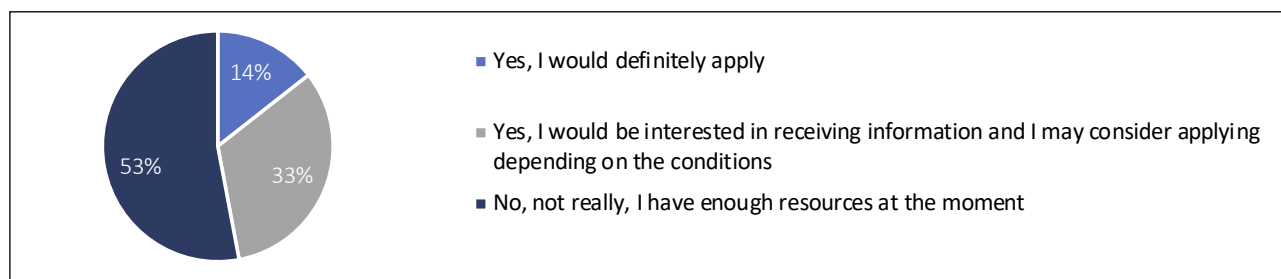 14%
33%
53%
Yes, I would definitely apply
Yes, I would be interested in receiving information and I may consider applying
depending on the conditions
No, not really, I have enough resources at the moment